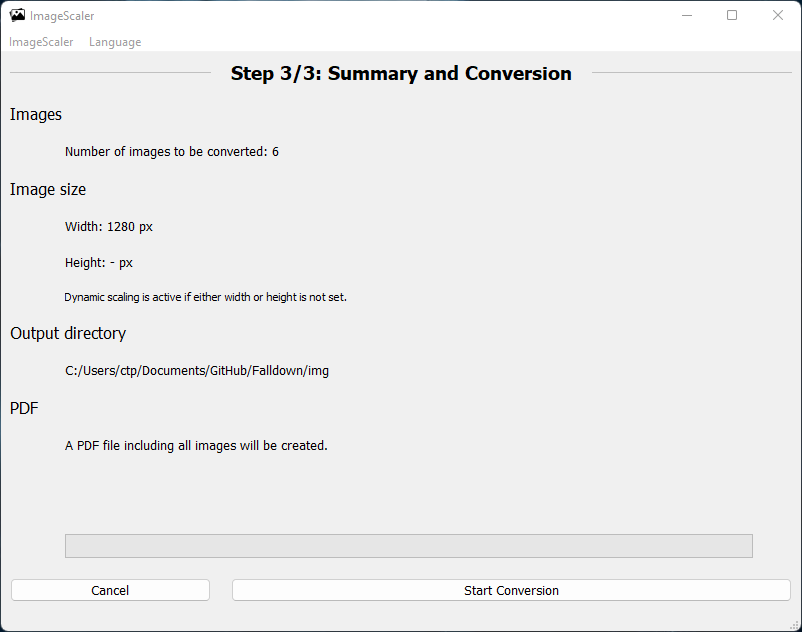 ImageScaler
ImageScaler Language
Step 3/3: Summary and Conversion
Images
Number of images to be converted: 6
Image size
Width: 1280 px
Height: - px
Dynamic scaling is active if either width or height is not set.
Output directory
C:/Users/ctp/Documents/GitHub/Falldown/img
PDF
A PDF file including all images will be created.
Cancel Start Conversion